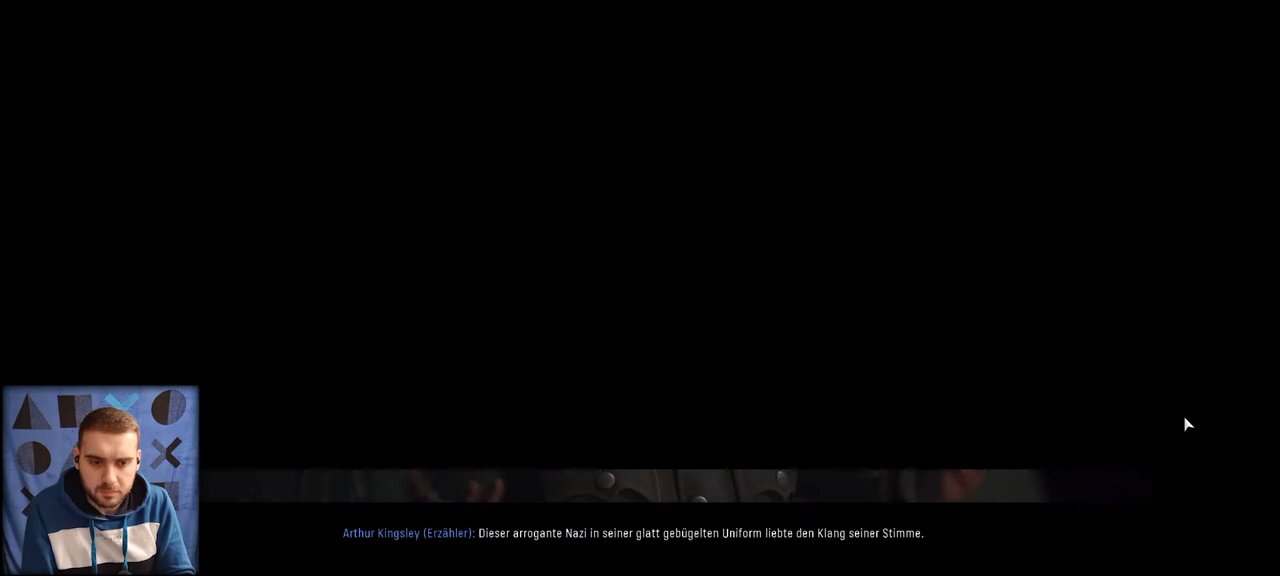 Arthur Kingsley (Erzähler): Dieser arrogante Nazi in seiner glatt gebügelten Uniform liebte den Klang seiner Stimme.